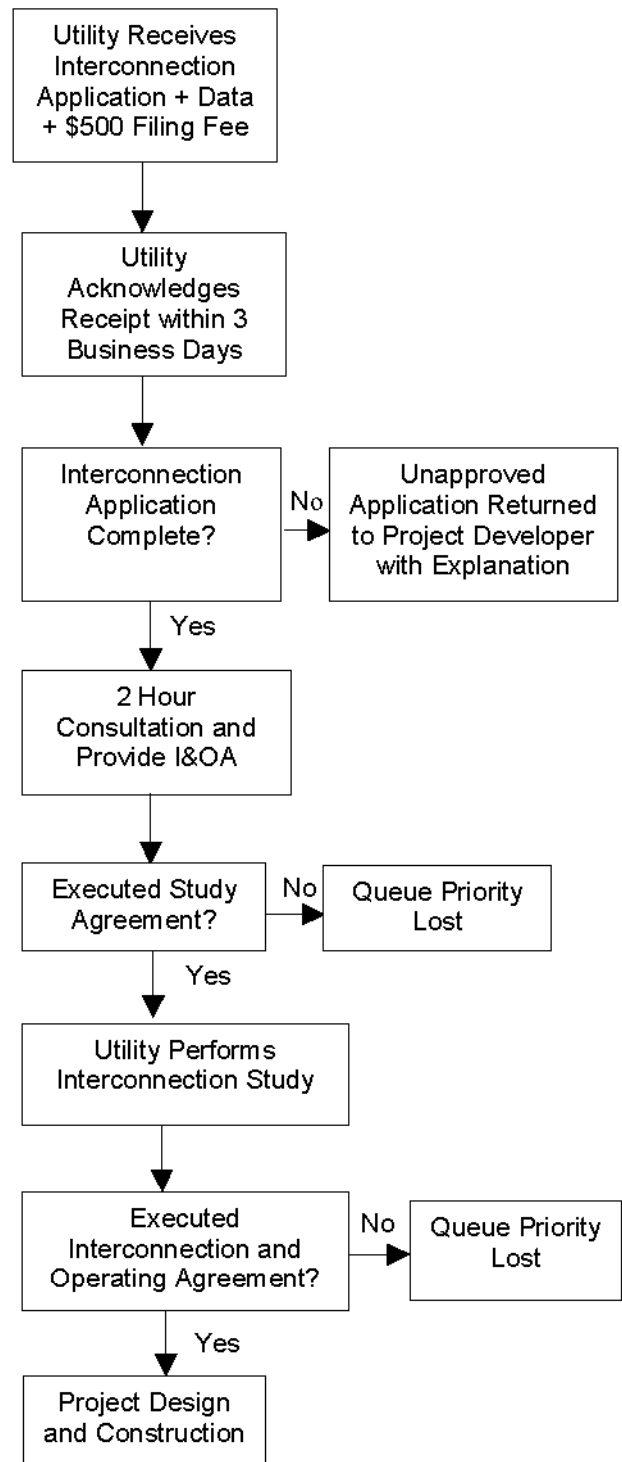 Utility Receives
Interconnection
Application + Data
+ $500 Filing Fee
Utility
Acknowledges
Receipt within 3
Business Days
Interconnection
Application
Complete?
No
Unapproved
Application Returned
to Project Developer
with Explanation
Yes
2 Hour
Consultation and
Provide I&OA
Executed Study
Agreement?
No
Queue Priority
Lost
Yes
Utility Performs
Interconnection Study
Executed
Interconnection and
Operating Agreement?
No
Queue Priority
Lost
Yes
Project Design
and Construction